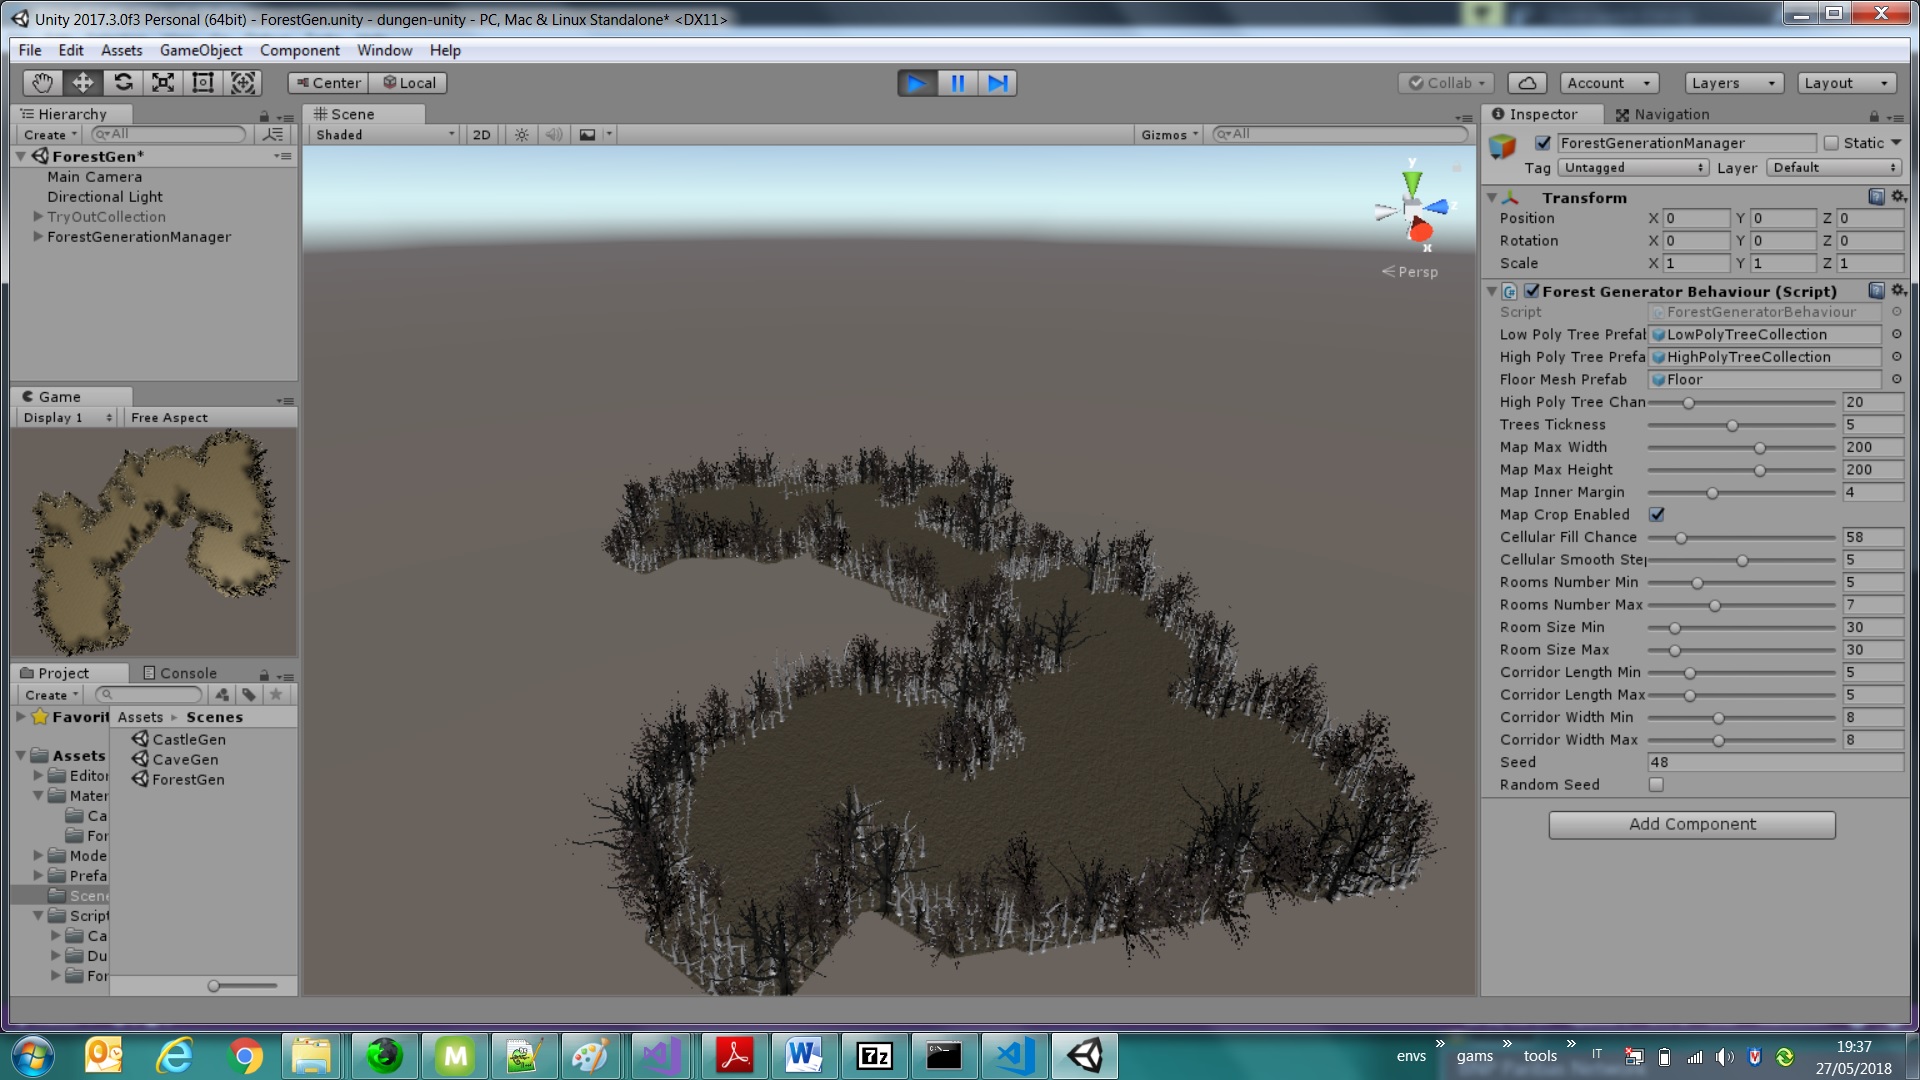 Unity 2017.3.0f3 Personal (64bit) - ForestGen.unity - dungen-unity - PC, Mac & Linux Standalone* <DX11>
File Edit Assets GameObject Component Window Help
Center Local Collab Account Layers Layout
Hierarchy
Create All
ForestGen*
Main Camera
Directional Light
TryOutCollection
ForestGenerationManager
Game
Display 1 Free Aspect
Project Console
Create
Favorit
Assets
Editor
Mater
Ca
For
Mode
Prefa
Scene
Script
Ca
Du
For
Assets Scenes
CastleGen
CaveGen
ForestGen
Scene
Shaded 2D Gizmos All
y
z
x
Persp
Inspector Navigation
ForestGenerationManager Static
Tag Untagged Layer Default
Transform
Position X 0 Y 0 Z 0
Rotation X 0 Y 0 Z 0
Scale X 1 Y 1 Z 1
Forest Generator Behaviour (Script)
Script ForestGeneratorBehaviour
Low Poly Tree Prefab LowPolyTreeCollection
High Poly Tree Prefa HighPolyTreeCollection
Floor Mesh Prefab Floor
High Poly Tree Chan 20
Trees Tickness 5
Map Max Width 200
Map Max Height 200
Map Inner Margin 4
Map Crop Enabled
Cellular Fill Chance 58
Cellular Smooth Step 5
Rooms Number Min 5
Rooms Number Max 7
Room Size Min 30
Room Size Max 30
Corridor Length Min 5
Corridor Length Max 5
Corridor Width Min 8
Corridor Width Max 8
Seed 48
Random Seed
Add Component
envs » gams » tools » IT
19:37
27/05/2018